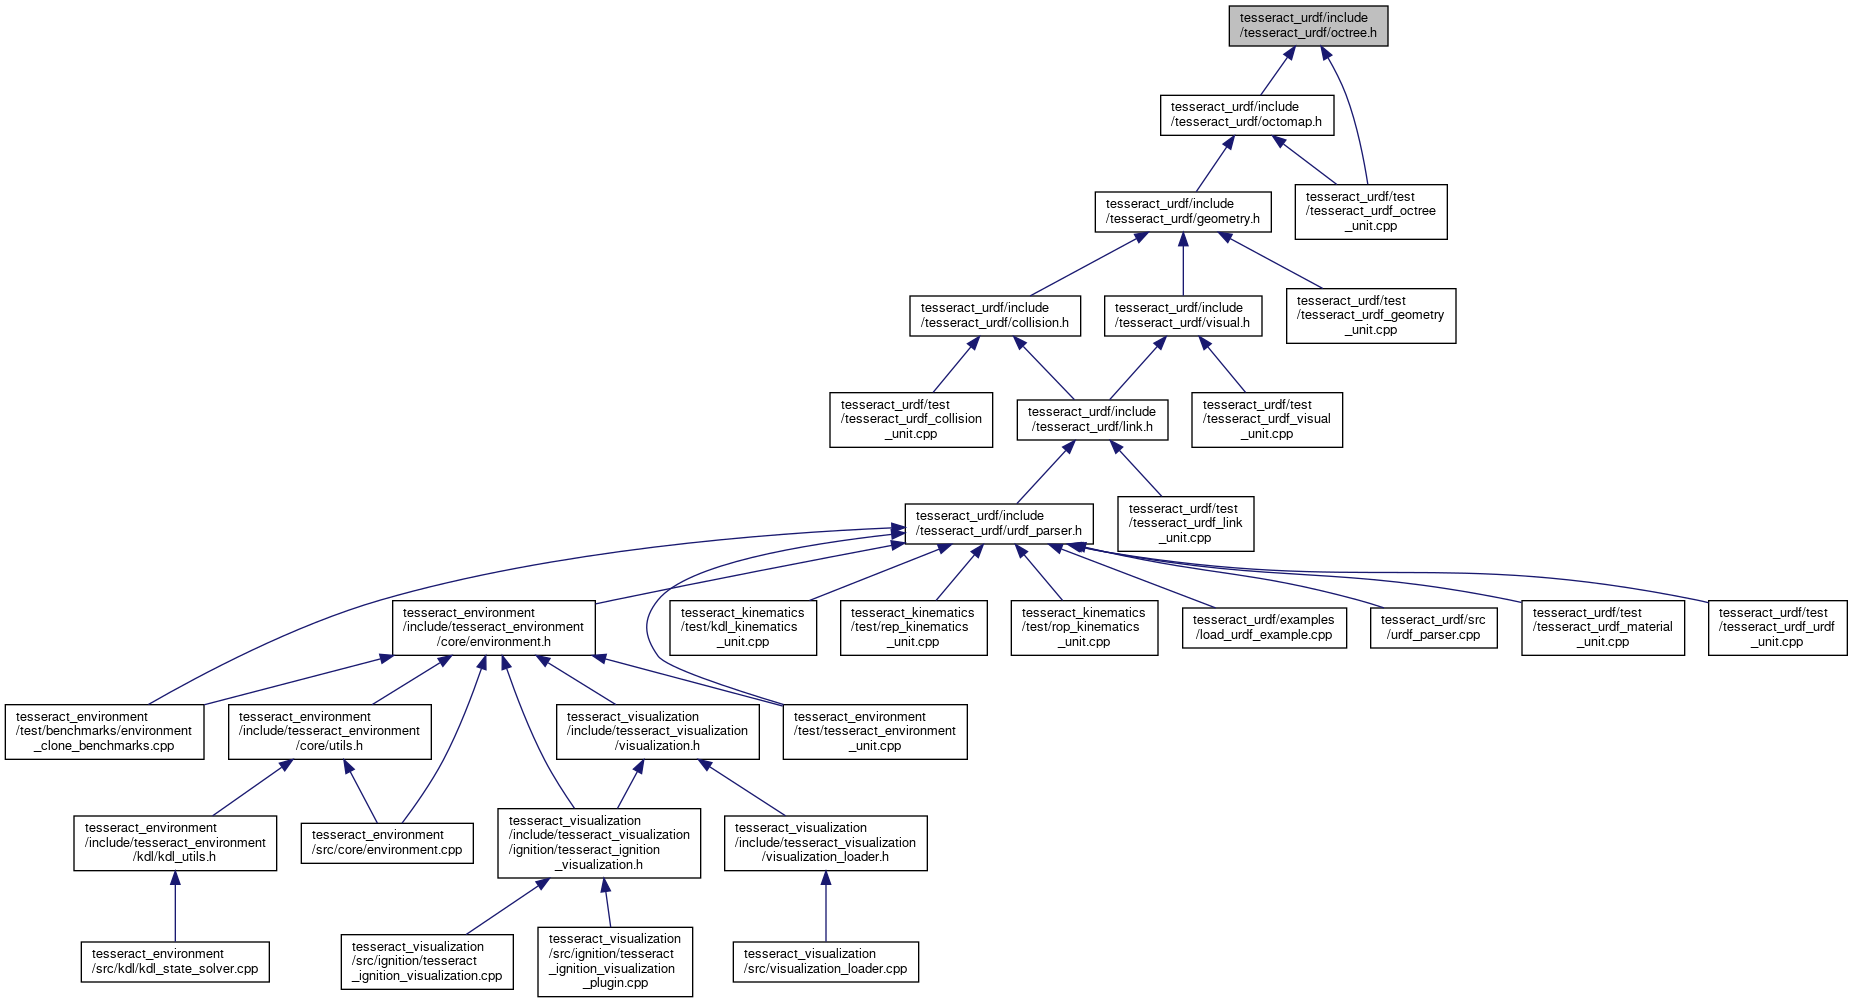 tesseract_urdf/include
/tesseract_urdf/octree.h
tesseract_urdf/include
/tesseract_urdf/octomap.h
tesseract_urdf/include
/tesseract_urdf/geometry.h
tesseract_urdf/test
/tesseract_urdf_octree
_unit.cpp
tesseract_urdf/include
/tesseract_urdf/collision.h
tesseract_urdf/include
/tesseract_urdf/visual.h
tesseract_urdf/test
/tesseract_urdf_geometry
_unit.cpp
tesseract_urdf/test
/tesseract_urdf_collision
_unit.cpp
tesseract_urdf/include
/tesseract_urdf/link.h
tesseract_urdf/test
/tesseract_urdf_visual
_unit.cpp
tesseract_urdf/include
/tesseract_urdf/urdf_parser.h
tesseract_urdf/test
/tesseract_urdf_link
_unit.cpp
tesseract_environment
/include/tesseract_environment
/core/environment.h
tesseract_kinematics
/test/kdl_kinematics
_unit.cpp
tesseract_kinematics
/test/rep_kinematics
_unit.cpp
tesseract_kinematics
/test/rop_kinematics
_unit.cpp
tesseract_urdf/examples
/load_urdf_example.cpp
tesseract_urdf/src
/urdf_parser.cpp
tesseract_urdf/test
/tesseract_urdf_material
_unit.cpp
tesseract_urdf/test
/tesseract_urdf_urdf
_unit.cpp
tesseract_environment
/test/benchmarks/environment
_clone_benchmarks.cpp
tesseract_environment
/include/tesseract_environment
/core/utils.h
tesseract_visualization
/include/tesseract_visualization
/visualization.h
tesseract_environment
/test/tesseract_environment
_unit.cpp
tesseract_environment
/include/tesseract_environment
/kdl/kdl_utils.h
tesseract_environment
/src/core/environment.cpp
tesseract_visualization
/include/tesseract_visualization
/ignition/tesseract_ignition
_visualization.h
tesseract_visualization
/include/tesseract_visualization
/visualization_loader.h
tesseract_environment
/src/kdl/kdl_state_solver.cpp
tesseract_visualization
/src/ignition/tesseract
_ignition_visualization.cpp
tesseract_visualization
/src/ignition/tesseract
_ignition_visualization
_plugin.cpp
tesseract_visualization
/src/visualization_loader.cpp